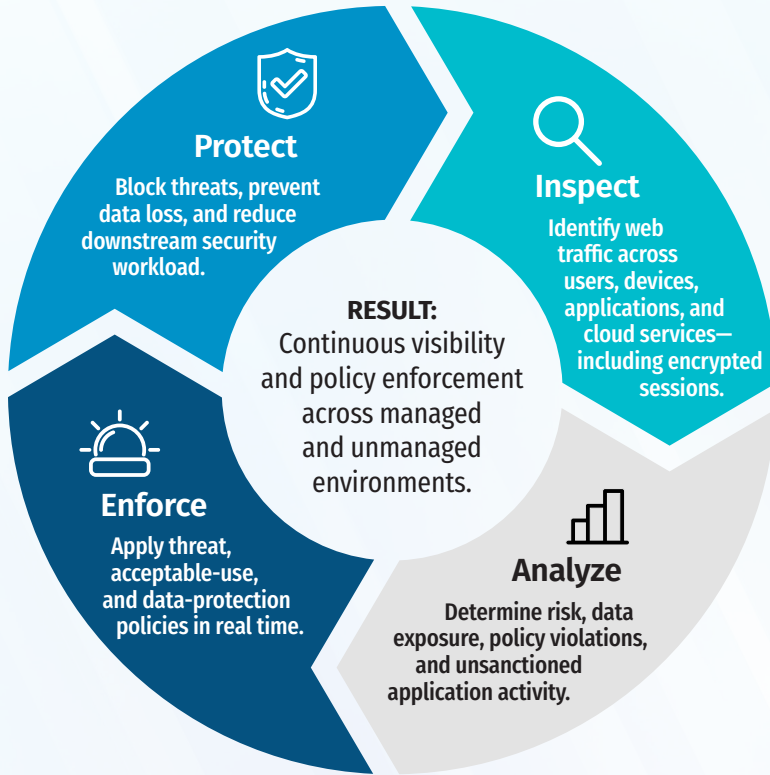 Protect
Block threats, prevent
data loss, and reduce
downstream security
workload.
Inspect
Identify web
traffic across
users, devices,
applications, and
cloud services—
including encrypted
sessions.
RESULT:
Continuous visibility
and policy enforcement
across managed
and unmanaged
environments.
Enforce
Apply threat,
acceptable-use,
and data-protection
policies in real time.
Analyze
Determine risk, data
exposure, policy violations,
and unsanctioned
application activity.